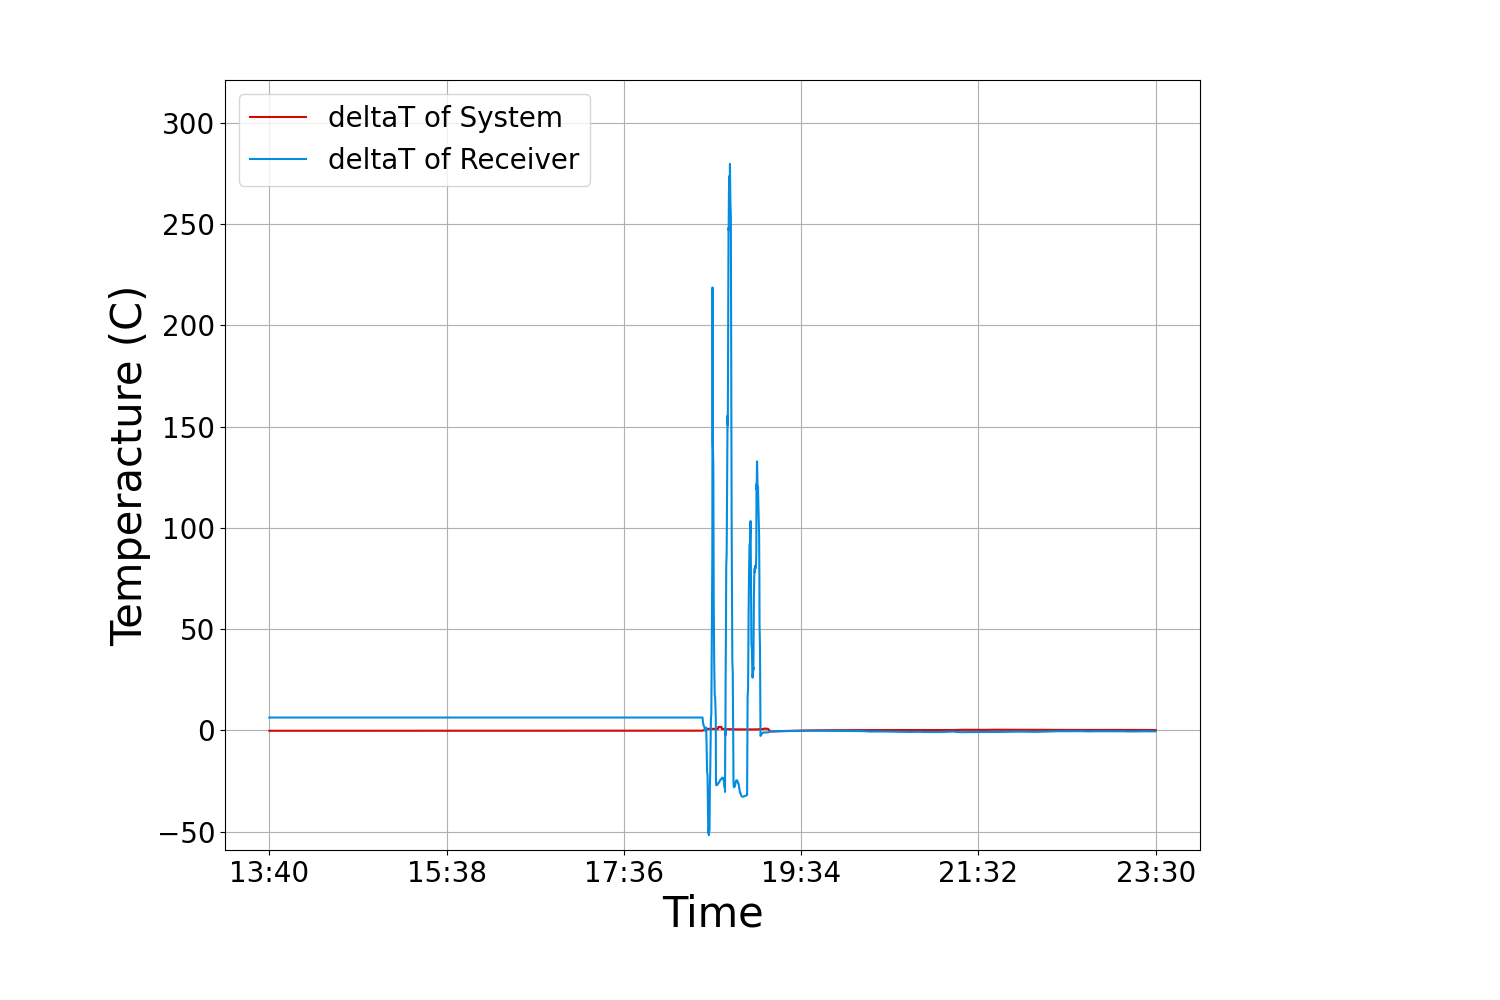 deltaT of System
deltaT of Receiver
300
250
200
150
100
50
0
−50
Temperacture (C)
13:40 15:38 17:36 19:34 21:32 23:30
Time